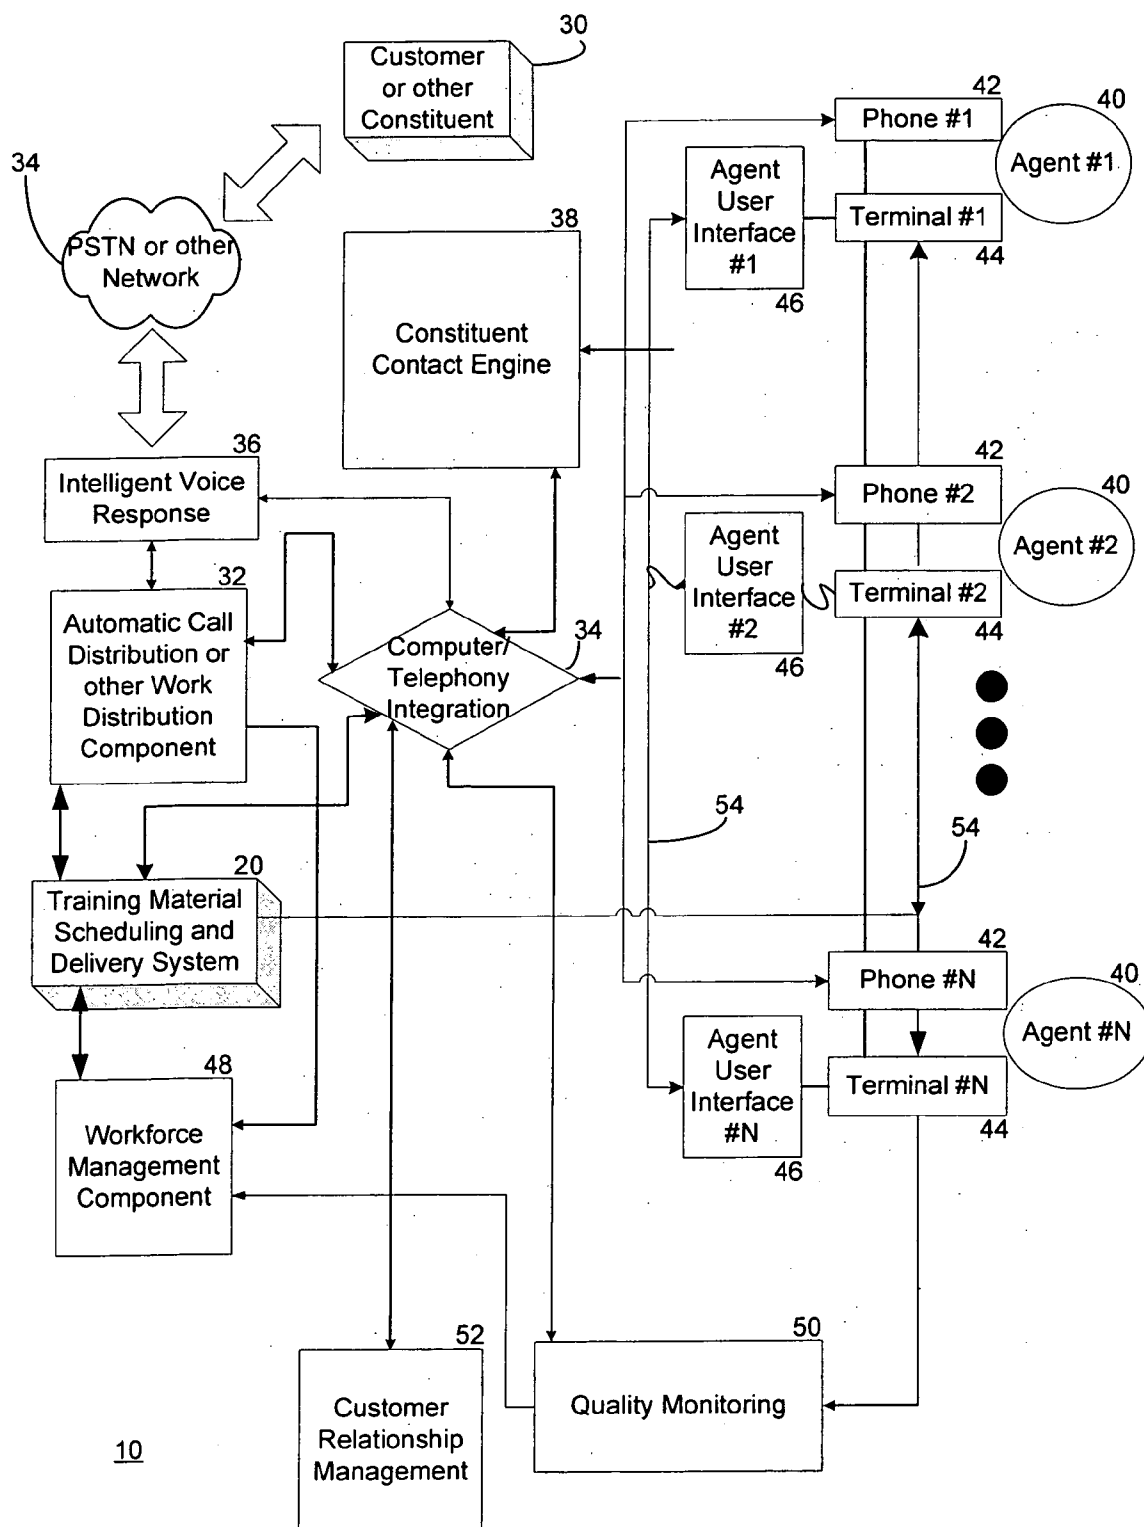 30
Customer
or other
Constituent
34
PSTN or other
Network
38
Constituent
Contact Engine
42
Phone #1
40
Agent #1
Agent
User
Interface
#1
46
Terminal #1
44
36
Intelligent Voice
Response
42
Phone #2
40
Agent #2
Agent
User
Interface
#2
46
Terminal #2
44
32
Automatic Call
Distribution or
other Work
Distribution
Component
34
Computer/
Telephony
Integration
54
54
20
Training Material
Scheduling and
Delivery System
42
Phone #N
40
Agent #N
Agent
User
Interface
#N
46
Terminal #N
44
48
Workforce
Management
Component
52
Customer
Relationship
Management
50
Quality Monitoring
10